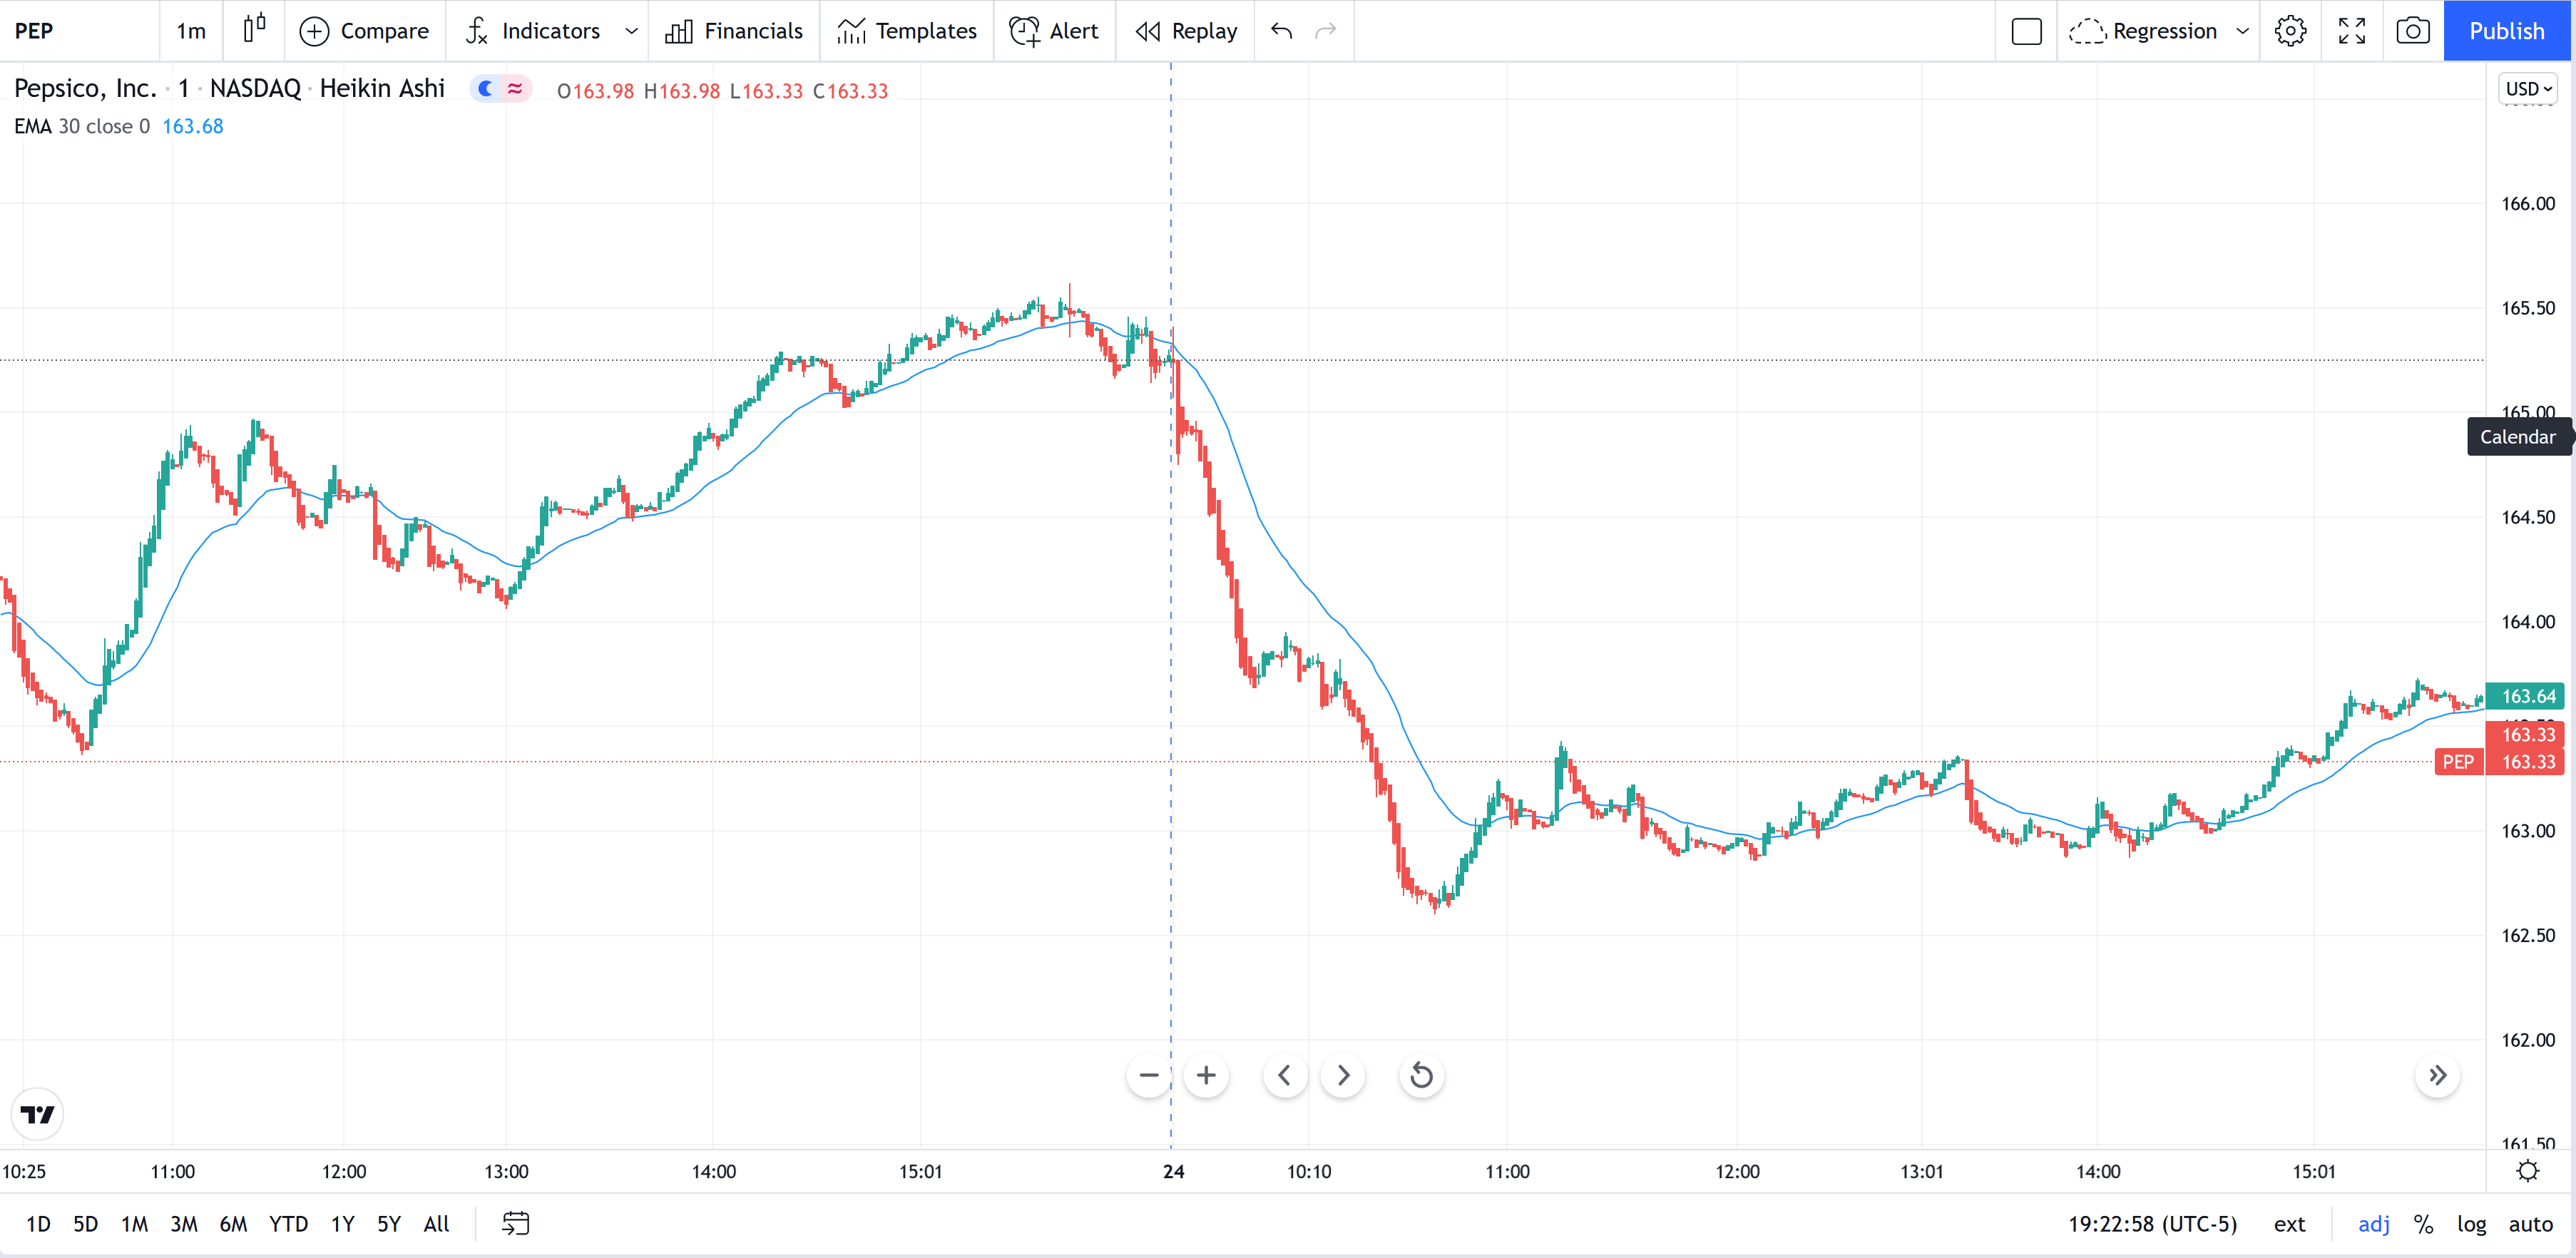 PEP 1m Compare Indicators Financials Templates Alert Replay Regression Publish
Pepsico, Inc. · 1 · NASDAQ · Heikin Ashi O163.98 H163.98 L163.33 C163.33
USD
EMA 30 close 0 163.68
166.00
165.50
165.00
Calendar
164.50
164.00
163.64
163.33
PEP 163.33
163.00
162.50
162.00
161.50
10:25 11:00 12:00 13:00 14:00 15:01 24 10:10 11:00 12:00 13:01 14:00 15:01
1D 5D 1M 3M 6M YTD 1Y 5Y All 19:22:58 (UTC-5) ext adj % log auto